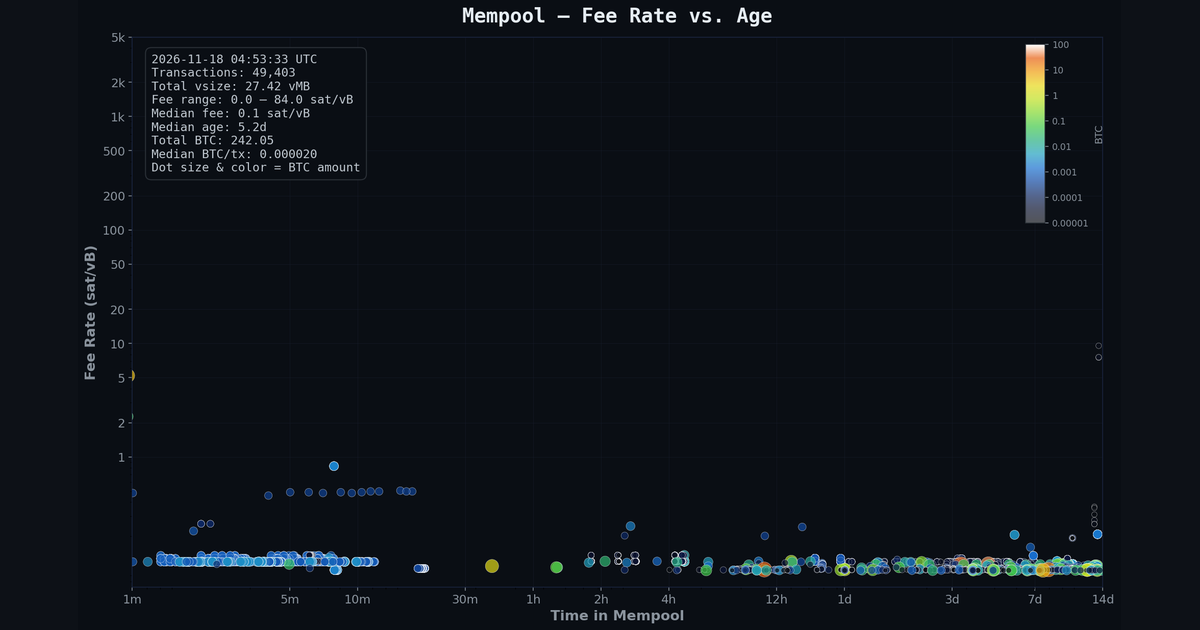 Mempool — Fee Rate vs. Age
2026-11-18 04:53:33 UTC
Transactions: 49,403
Total vsize: 27.42 vMB
Fee range: 0.0 — 84.0 sat/vB
Median fee: 0.1 sat/vB
Median age: 5.2d
Total BTC: 242.05
Median BTC/tx: 0.000020
Dot size & color = BTC amount
100
10
1
0.1
0.01
0.001
0.0001
0.00001
BTC
Fee Rate (sat/vB)
5k
2k
1k
500
200
100
50
20
10
5
2
1
1m
5m
10m
30m
1h
2h
4h
12h
1d
3d
7d
14d
Time in Mempool